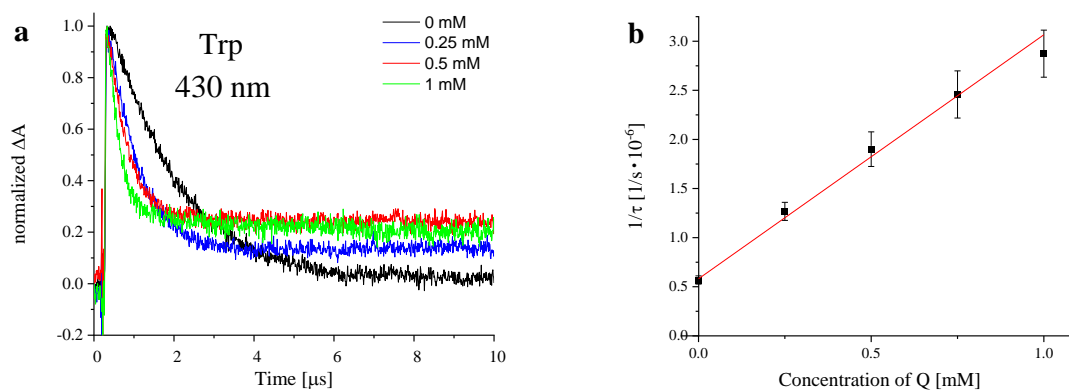 a
Trp
430 nm
0 mM
0.25 mM
0.5 mM
1 mM
1.0
0.8
0.6
0.4
0.2
0.0
-0.2
normalized ΔA
0
2
4
6
8
10
Time [μs]
b
3.0
2.5
2.0
1.5
1.0
0.5
0.0
1/τ [1/s·10⁻⁶]
0.0
0.5
1.0
Concentration of Q [mM]